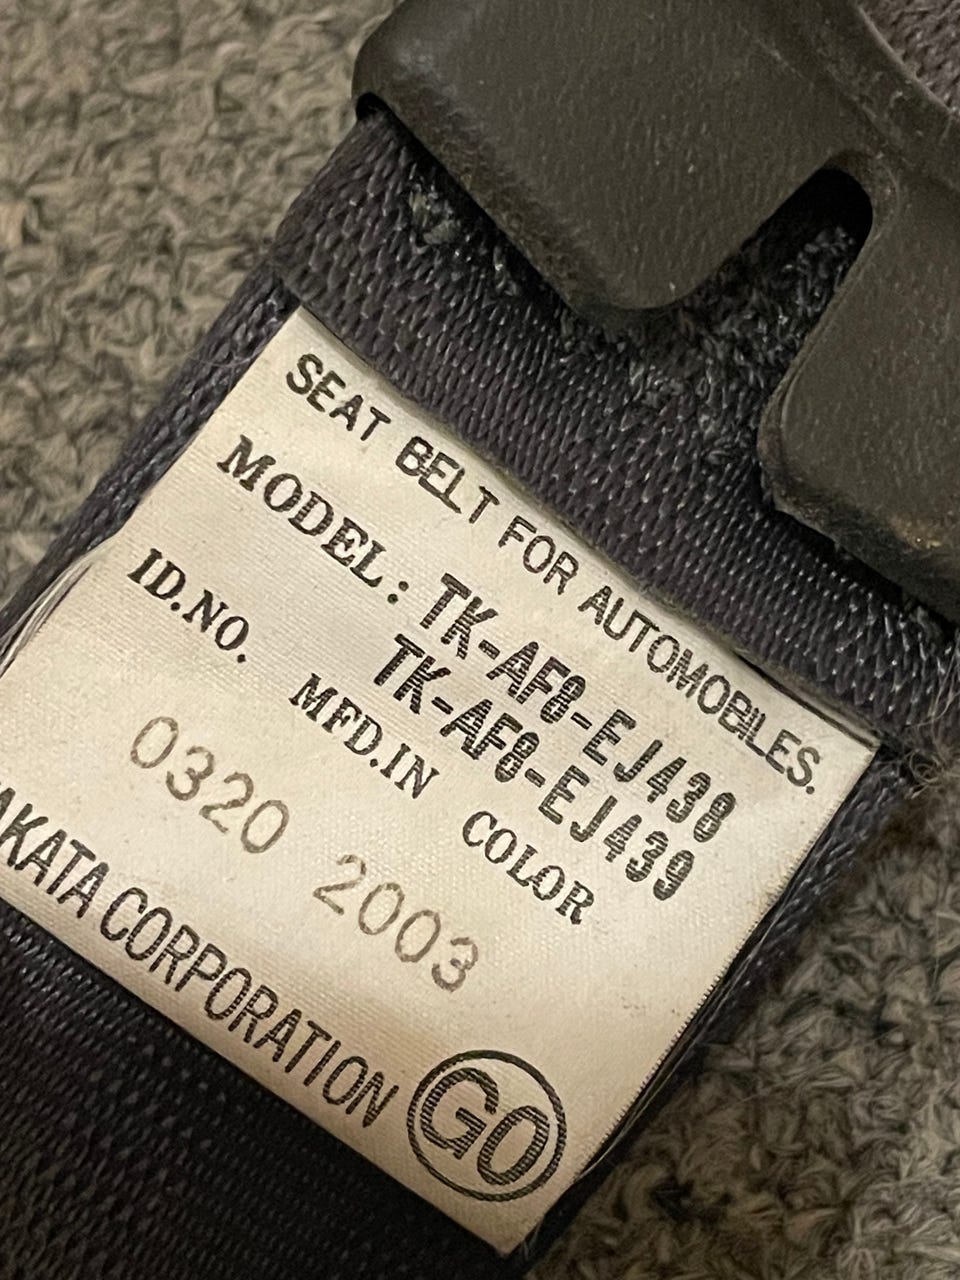 SEAT BELT FOR AUTOMOBILES.
MODEL: TK-AF8-EJ438
TK-AF8-EJ439
ID.NO. MFD.IN COLOR
0320 2003
AKATA CORPORATION GO